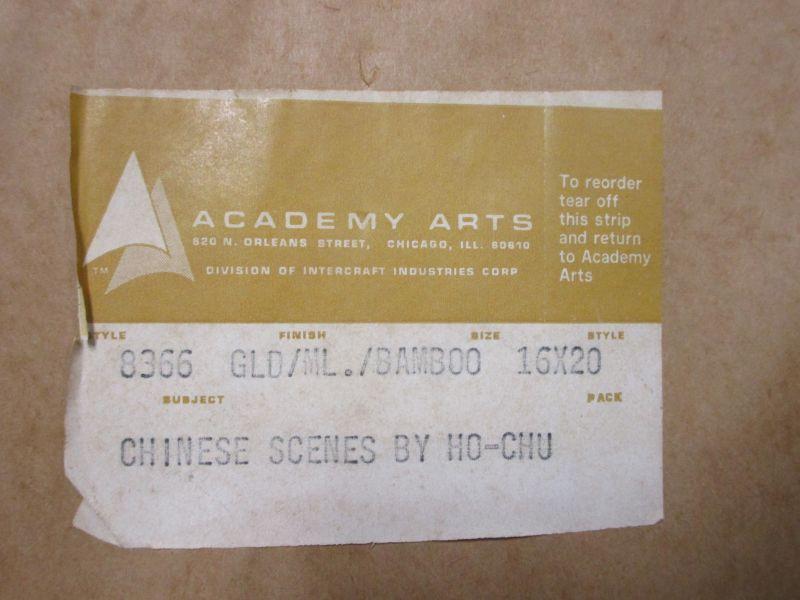 ACADEMY ARTS
620 N. ORLEANS STREET, CHICAGO, ILL. 60610
DIVISION OF INTERCRAFT INDUSTRIES CORP
TM
To reorder
tear off
this strip
and return
to Academy
Arts
STYLE FINISH SIZE STYLE
8366 GLD/ML./BAMBOO 16X20
SUBJECT PACK
CHINESE SCENES BY HO-CHU